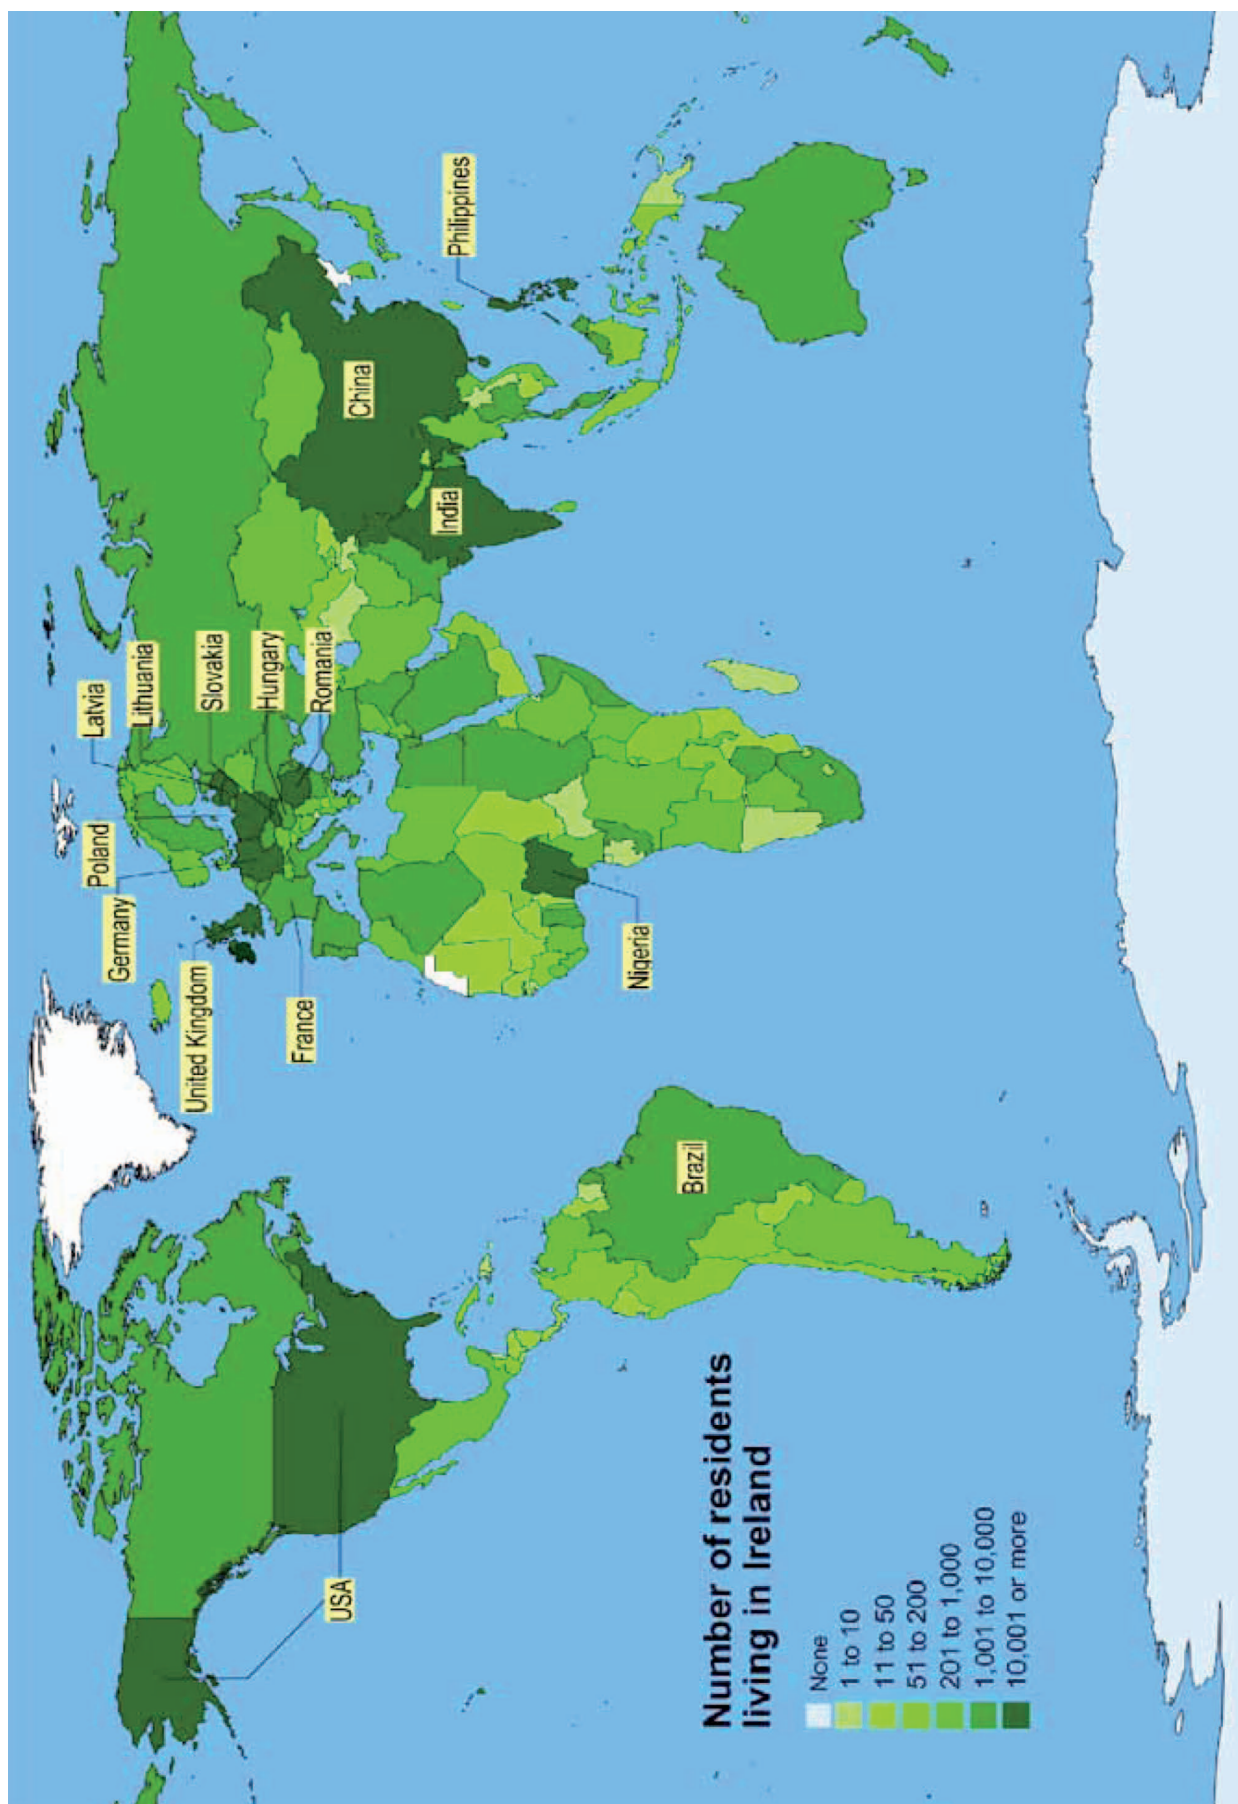 Latvia
Lithuania
Slovakia
Hungary
Romania
Poland
Germany
United Kingdom
France
China
India
Philippines
Nigeria
Brazil
USA
Number of residents
living in Ireland
None
1 to 10
11 to 50
51 to 200
201 to 1,000
1,001 to 10,000
10,001 or more